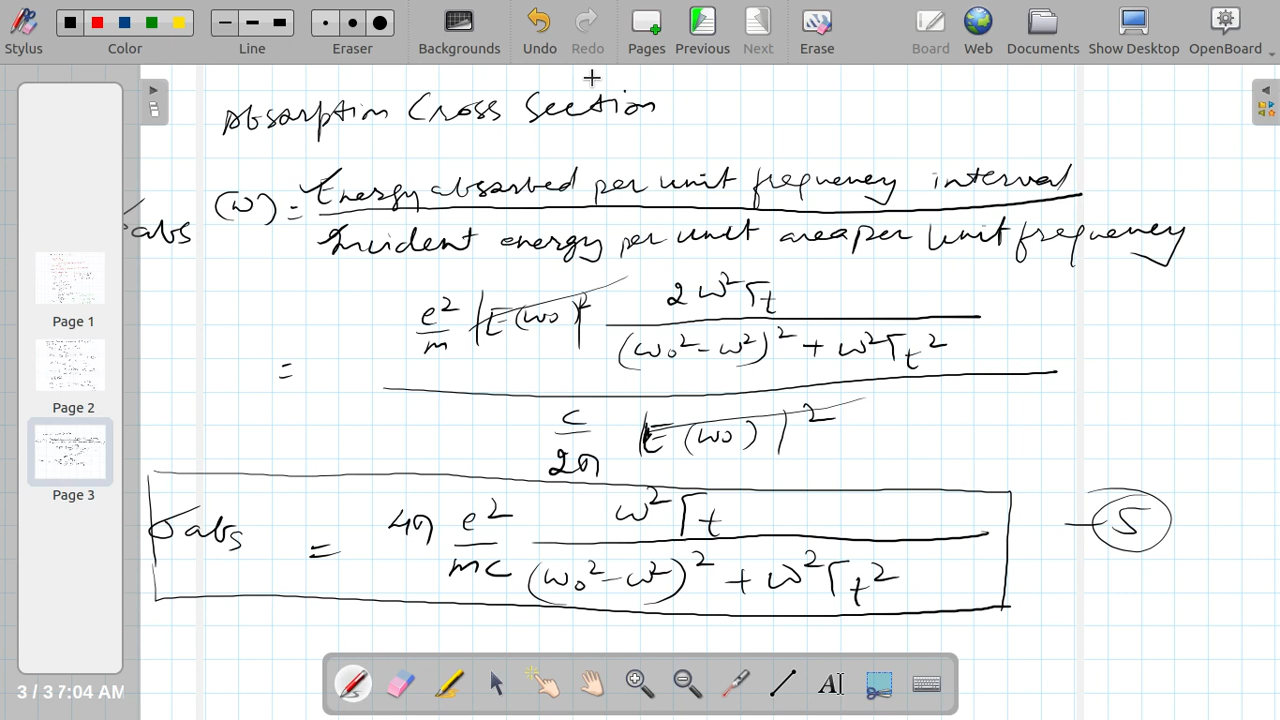 Stylus Color Line Eraser Backgrounds Undo Redo Pages Previous Next Erase Board Web Documents Show Desktop OpenBoard
Absorption Cross Section
σabs (ω) = Energy absorbed per unit frequency interval
Incident energy per unit area per unit frequency
= e²/m |E(ω)|² 2ω²Γt / (ω₀²-ω²)² + ω²Γt²
c/2π |E(ω)|²
σabs = 4π e²/mc ω²Γt / (ω₀²-ω²)² + ω²Γt² - 5
Page 1
Page 2
Page 3
3 / 3 7:04 AM